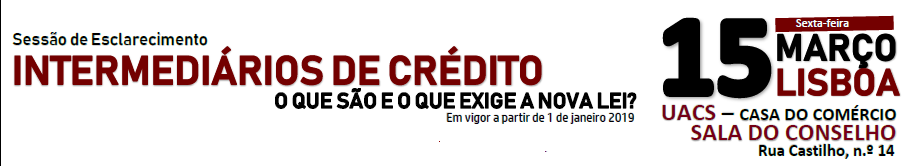 Sessão de Esclarecimento
INTERMEDIÁRIOS DE CRÉDITO
O QUE SÃO E O QUE EXIGE A NOVA LEI?
Em vigor a partir de 1 de janeiro 2019
Sexta-feira
15 MARÇO
LISBOA
UACS – CASA DO COMÉRCIO
SALA DO CONSELHO
Rua Castilho, n.º 14